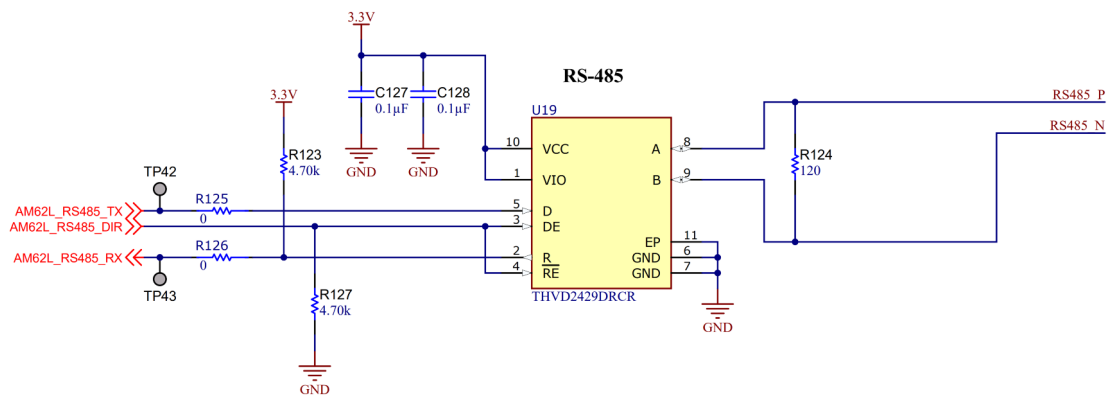 3.3V
RS-485
C127
0.1µF
C128
0.1µF
3.3V
U19
RS485_P
RS485_N
10 VCC A 8
R124
120
R123
4.70k
GND
GND
TP42
1 VIO B 9
R125
0
AM62L_RS485_TX
5 D
AM62L_RS485_DIR
3 DE
R126
0
AM62L_RS485_RX
2 R
4 RE
EP 11
GND 6
GND 7
TP43
R127
4.70k
THVD2429DRCR
GND
GND